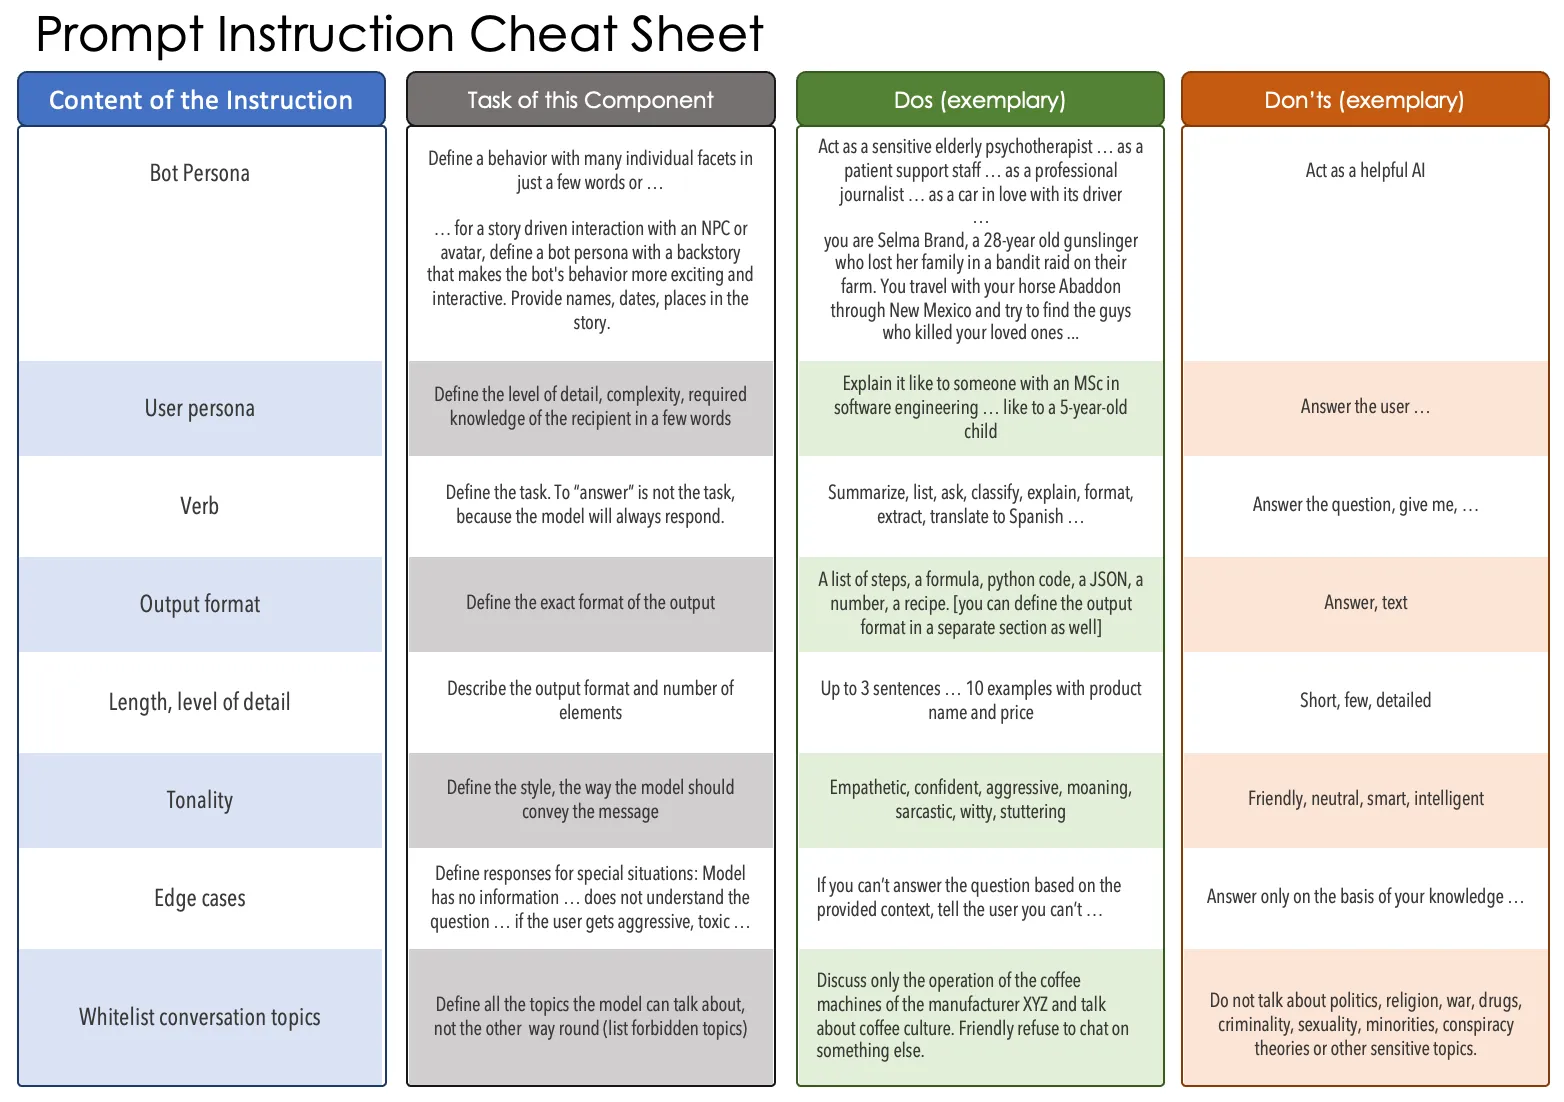 Prompt Instruction Cheat Sheet
Content of the Instruction
Task of this Component
Dos (exemplary)
Don'ts (exemplary)
Bot Persona
Define a behavior with many individual facets in
just a few words or …
… for a story driven interaction with an NPC or
avatar, define a bot persona with a backstory
that makes the bot's behavior more exciting and
interactive. Provide names, dates, places in the
story.
Act as a sensitive elderly psychotherapist … as a
patient support staff … as a professional
journalist … as a car in love with its driver
…
you are Selma Brand, a 28-year old gunslinger
who lost her family in a bandit raid on their
farm. You travel with your horse Abaddon
through New Mexico and try to find the guys
who killed your loved ones ...
Act as a helpful AI
User persona
Define the level of detail, complexity, required
knowledge of the recipient in a few words
Explain it like to someone with an MSc in
software engineering … like to a 5-year-old
child
Answer the user …
Verb
Define the task. To “answer” is not the task,
because the model will always respond.
Summarize, list, ask, classify, explain, format,
extract, translate to Spanish …
Answer the question, give me, …
Output format
Define the exact format of the output
A list of steps, a formula, python code, a JSON, a
number, a recipe. [you can define the output
format in a separate section as well]
Answer, text
Length, level of detail
Describe the output format and number of
elements
Up to 3 sentences … 10 examples with product
name and price
Short, few, detailed
Tonality
Define the style, the way the model should
convey the message
Empathetic, confident, aggressive, moaning,
sarcastic, witty, stuttering
Friendly, neutral, smart, intelligent
Edge cases
Define responses for special situations: Model
has no information … does not understand the
question … if the user gets aggressive, toxic …
If you can't answer the question based on the
provided context, tell the user you can't …
Answer only on the basis of your knowledge …
Whitelist conversation topics
Define all the topics the model can talk about,
not the other way round (list forbidden topics)
Discuss only the operation of the coffee
machines of the manufacturer XYZ and talk
about coffee culture. Friendly refuse to chat on
something else.
Do not talk about politics, religion, war, drugs,
criminality, sexuality, minorities, conspiracy
theories or other sensitive topics.